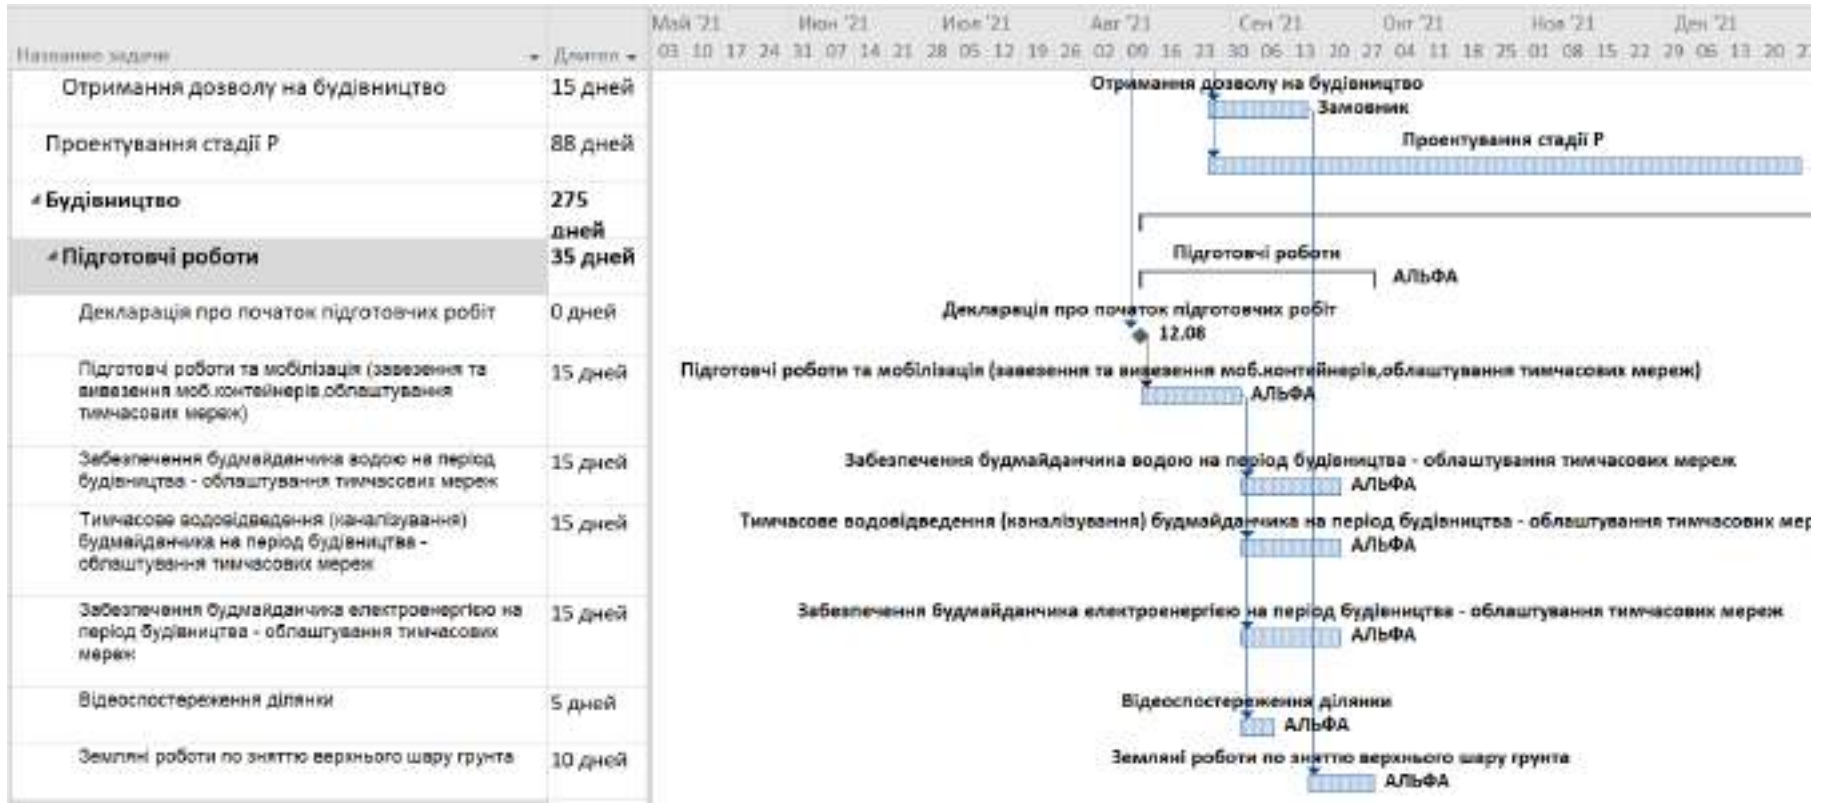 Май '21 Июн '21 Июл '21 Авг '21 Сен '21 Окт '21 Ноя '21 Дек '21
Название задачи Длител 03 10 17 24 31 07 14 21 28 05 12 19 26 02 09 16 23 30 06 13 20 27 04 11 18 25 01 08 15 22 29 06 13 20
Отримання дозволу на будівництво 15 дней Отримання дозволу на будівництво
Замовник
Проектування стадії Р 88 дней Проектування стадії Р
Будівництво 275
дней
Підготовчі роботи 35 дней Підготовчі роботи
АЛЬФА
Декларація про початок підготовчих робіт 0 дней Декларація про початок підготовчих робіт
12.08
Підготовчі роботи та мобілізація (завезення та 15 дней Підготовчі роботи та мобілізація (завезення та вивезення моб.контейнерів,облаштування тимчасових мереж)
вивезення моб.контейнерів,облаштування АЛЬФА
тимчасових мереж)
Забезпечення будмайданчика водою на період 15 дней Забезпечення будмайданчика водою на період будівництва - облаштування тимчасових мереж
будівництва - облаштування тимчасових мереж АЛЬФА
Тимчасове водовідведення (каналізування) 15 дней Тимчасове водовідведення (каналізування) будмайданчика на період будівництва - облаштування тимчасових мер
будмайданчика на період будівництва - АЛЬФА
облаштування тимчасових мереж
Забезпечення будмайданчика електроенергією на 15 дней Забезпечення будмайданчика електроенергією на період будівництва - облаштування тимчасових мереж
період будівництва - облаштування тимчасових АЛЬФА
мереж
Відеоспостереження ділянки 5 дней Відеоспостереження ділянки
АЛЬФА
Земляні роботи по зняттю верхнього шару грунта 10 дней Земляні роботи по зняттю верхнього шару грунта
АЛЬФА